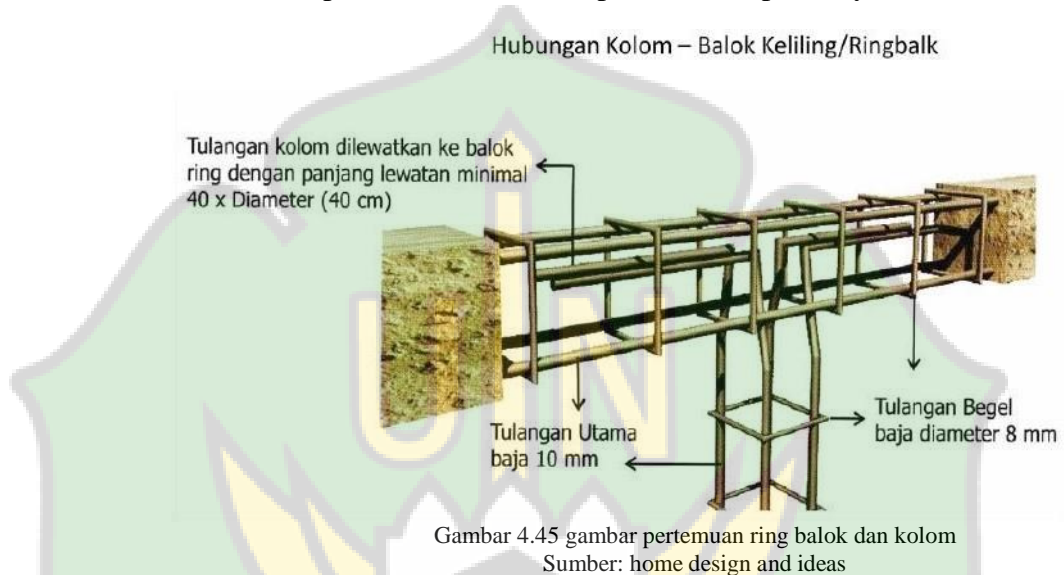 Hubungan Kolom – Balok Keliling/Ringbalk
Tulangan kolom dilewatkan ke balok
ring dengan panjang lewatan minimal
40 x Diameter (40 cm)
UIN
Tulangan Utama
baja 10 mm
Tulangan Begel
baja diameter 8 mm
Gambar 4.45 gambar pertemuan ring balok dan kolom
Sumber: home design and ideas